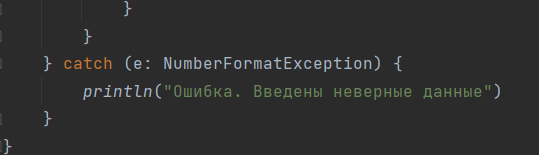 }
}
} catch (e: NumberFormatException) {
println("Ошибка. Введены неверные данные")
}
}